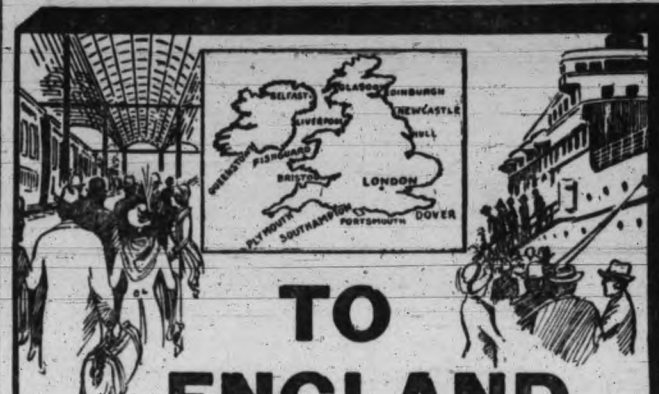 BELFAST
GLASGOW
EDINBURGH
NEWCASTLE
LIVERPOOL
HULL
QUEENSTOWN
FISHGUARD
BRISTOL
LONDON
PLYMOUTH
SOUTHAMPTON
PORTSMOUTH
DOVER
TO
ENGLAND